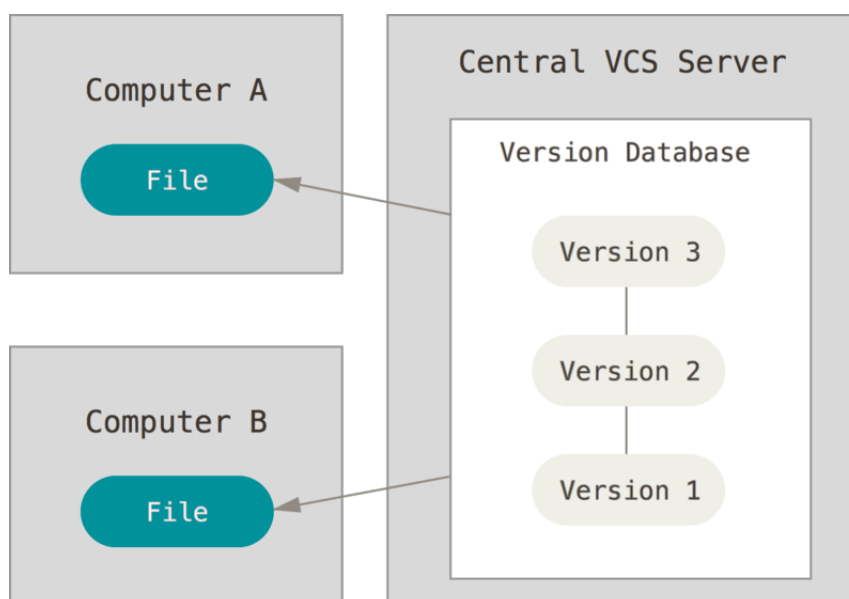 Computer A
File
Computer B
File
Central VCS Server
Version Database
Version 3
Version 2
Version 1